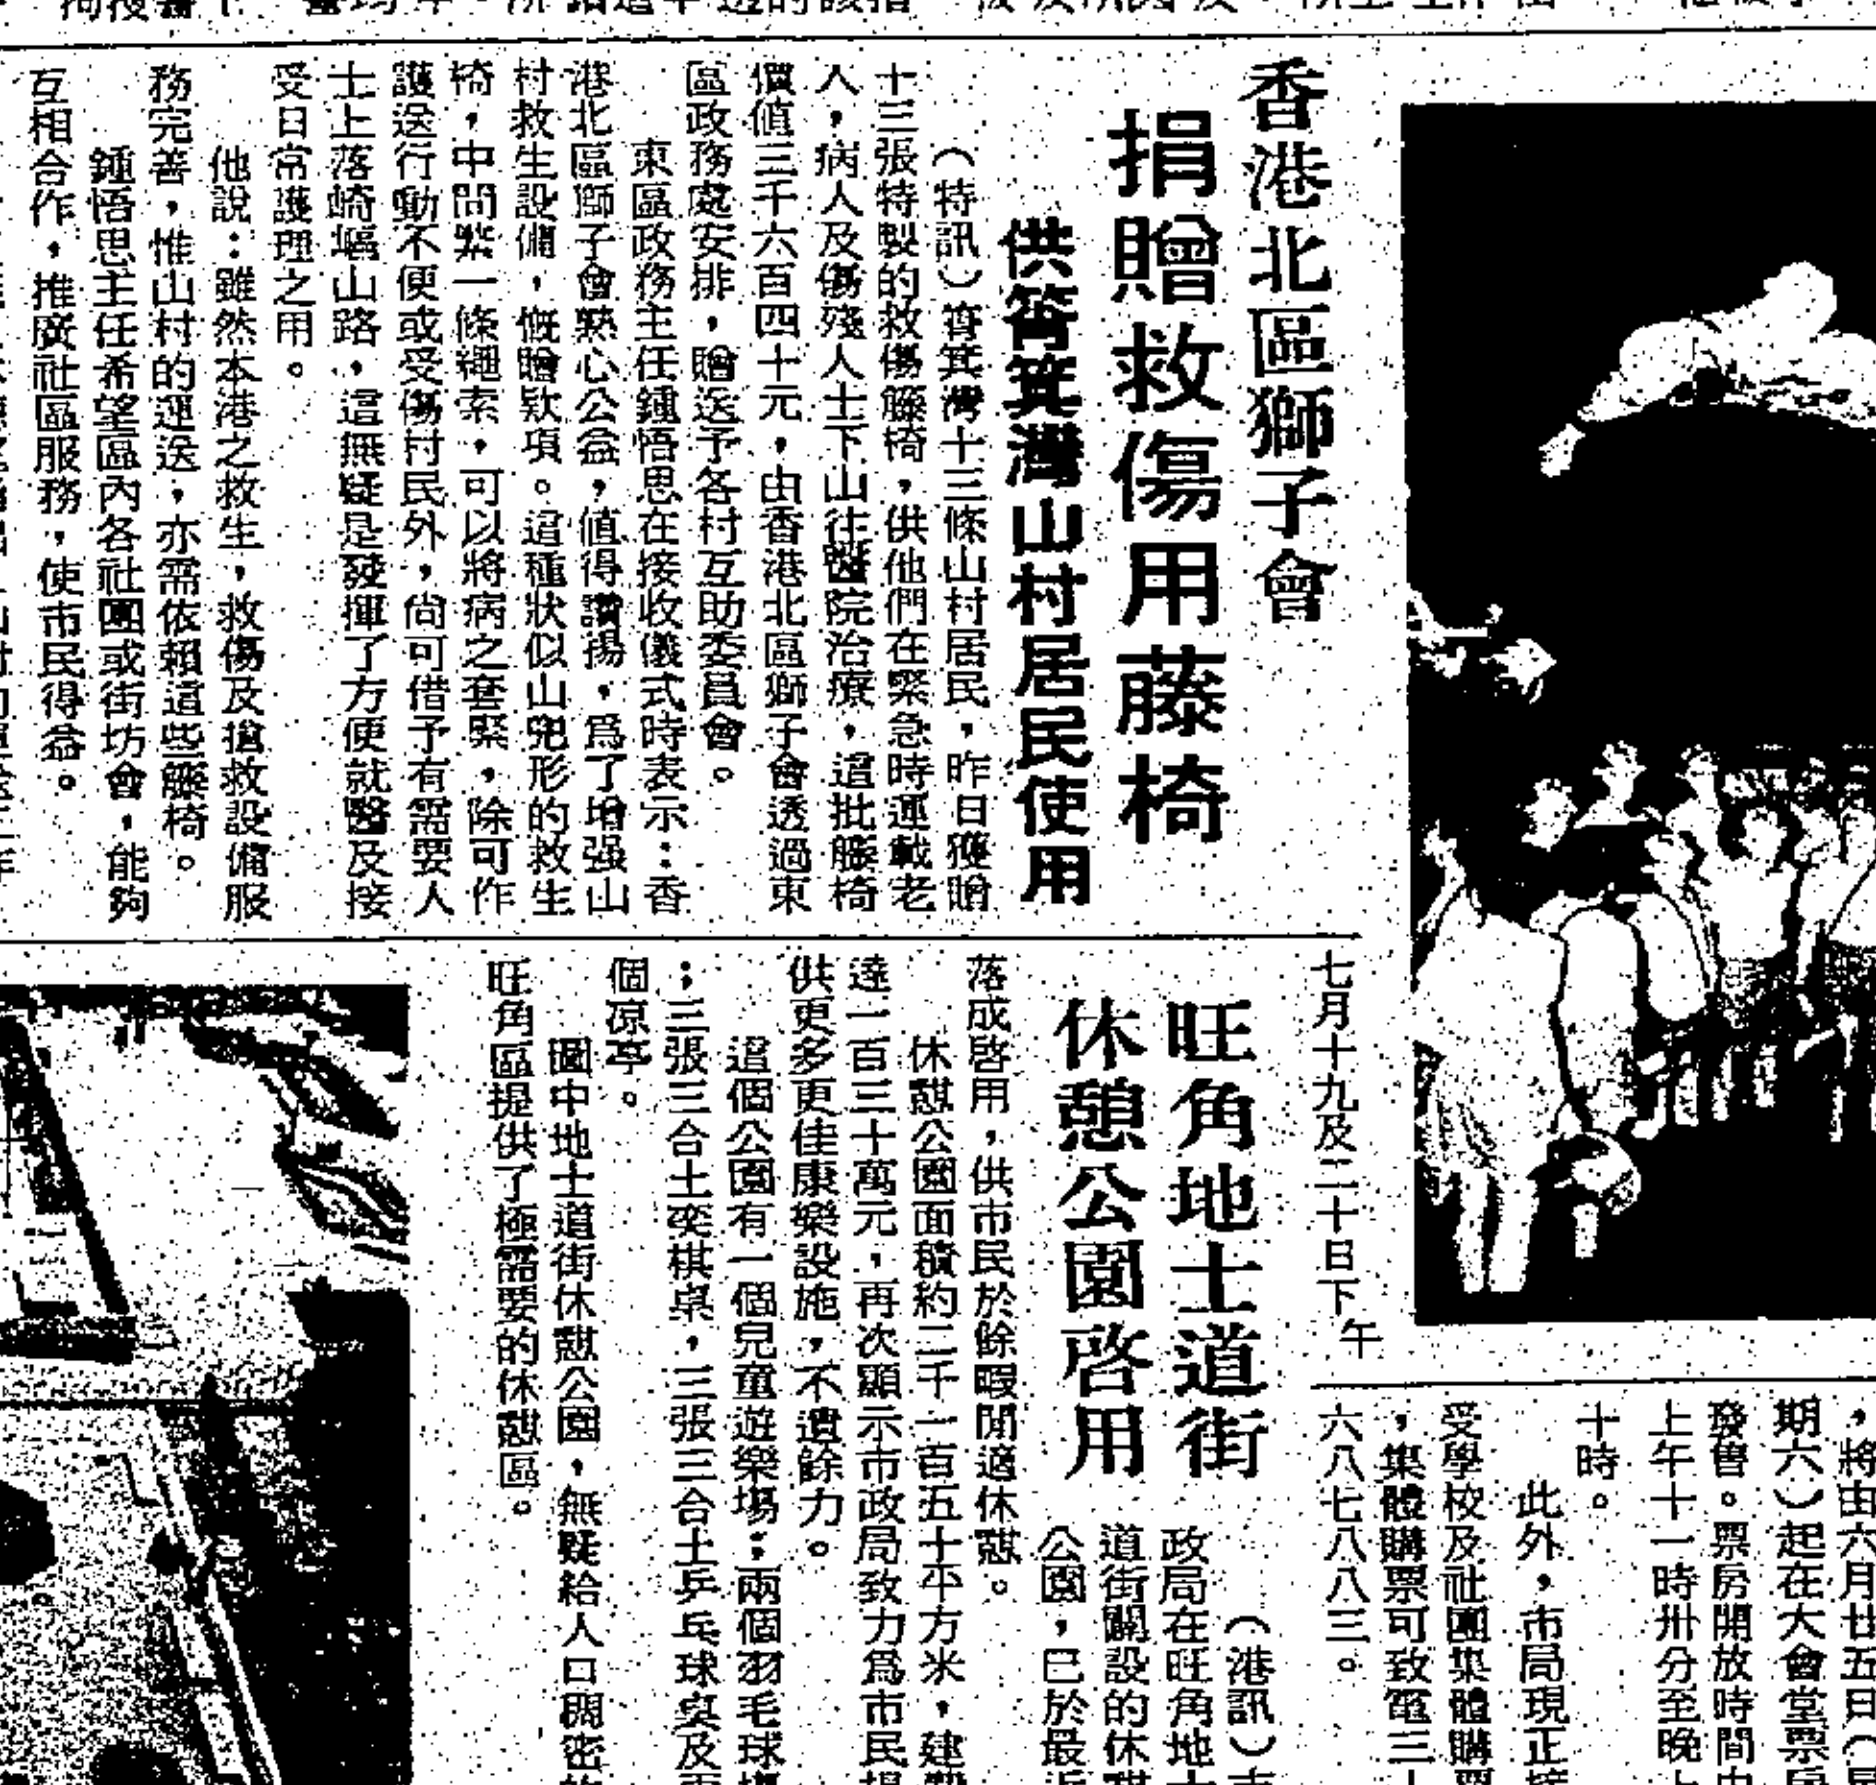 香港北區獅子會
捐贈救傷用藤椅
供筲箕灣山村居民使用
（特訊）筲箕灣十三條山村居民，昨日獲贈
十三張特製的救傷籐椅，供他們在緊急時運載老
人，病人及傷殘人士下山往醫院治療，這批籐椅
價值三千六百四十元，由香港北區獅子會透過東
區政務處安排，贈送予各村互助委員會。
東區政務主任鍾悟思在接收儀式時表示：香
港北區獅子會熱心公益，值得讚揚，爲了增强山
村救生設備，慨贈欵項。這種狀似山兜形的救生
椅，中間繫一條繩索，可以將病之套緊，除可作
護送行動不便或受傷村民外，尙可借予有需要人
士上落崎嶇山路，這無疑是發揮了方便就醫及接
受日常護理之用。
他說：雖然本港之救生，救傷及搶救設備服
務完善，惟山村的運送，亦需依賴這些籐椅。
鍾悟思主任希望區內各社團或街坊會，能夠
互相合作，推廣社區服務，使市民得益。
七月十九及二十日下午
旺角地士道街
休憩公園啓用
（港訊）市
政局在旺角地士
道街闢設的休憩
公園，已於最近
落成啓用，供市民於餘暇閒適休憩。
休憩公園面積約二千一百五十平方米，建
達一百三十萬元，再次顯示市政局致力爲市民提
供更多更佳康樂設施，不遺餘力。
這個公園有一個兒童遊樂場；兩個羽毛球場
；三張三合土奕棋桌，三張三合土乒乓球桌及兩
個凉亭。
圖中地士道街休憩公園，無疑給人口稠密的
旺角區提供了極需要的休憩區。
，將由六月廿五日（星
期六）起在大會堂票房
發售。票房開放時間由
上午十一時卅分至晚上
十時。
此外，市局現正接
受學校及社團集體購票
，集體購票可致電三十
六八七八八三。